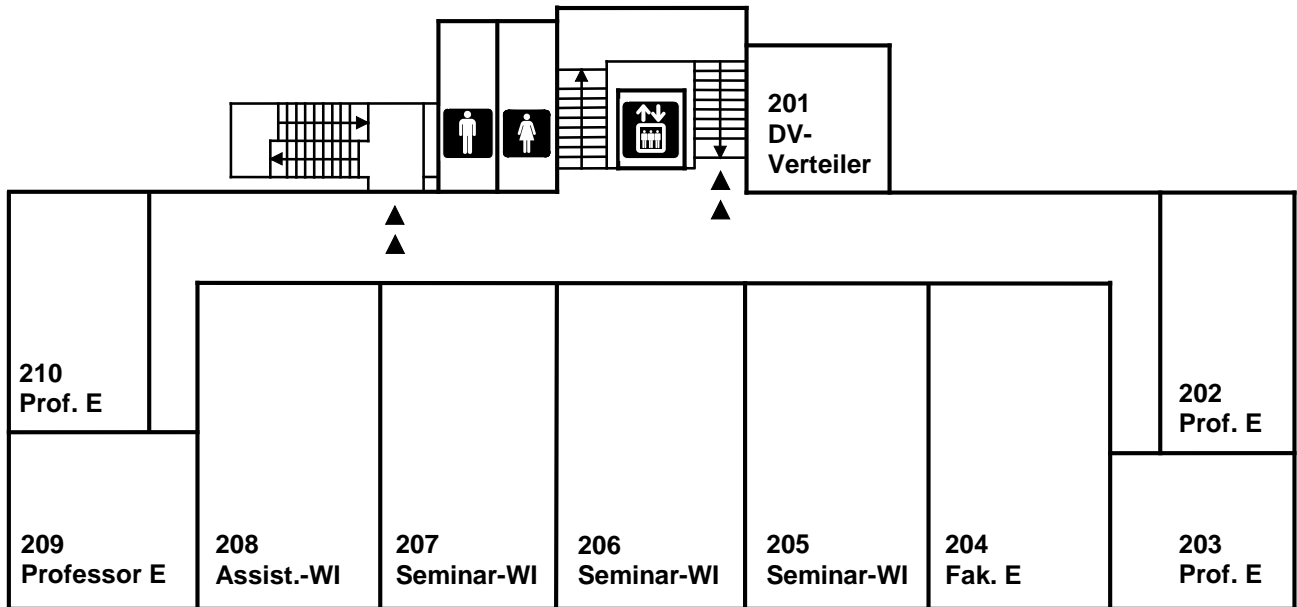 201
DV-
Verteiler
210
Prof. E
202
Prof. E
209
Professor E
208
Assist.-WI
207
Seminar-WI
206
Seminar-WI
205
Seminar-WI
204
Fak. E
203
Prof. E